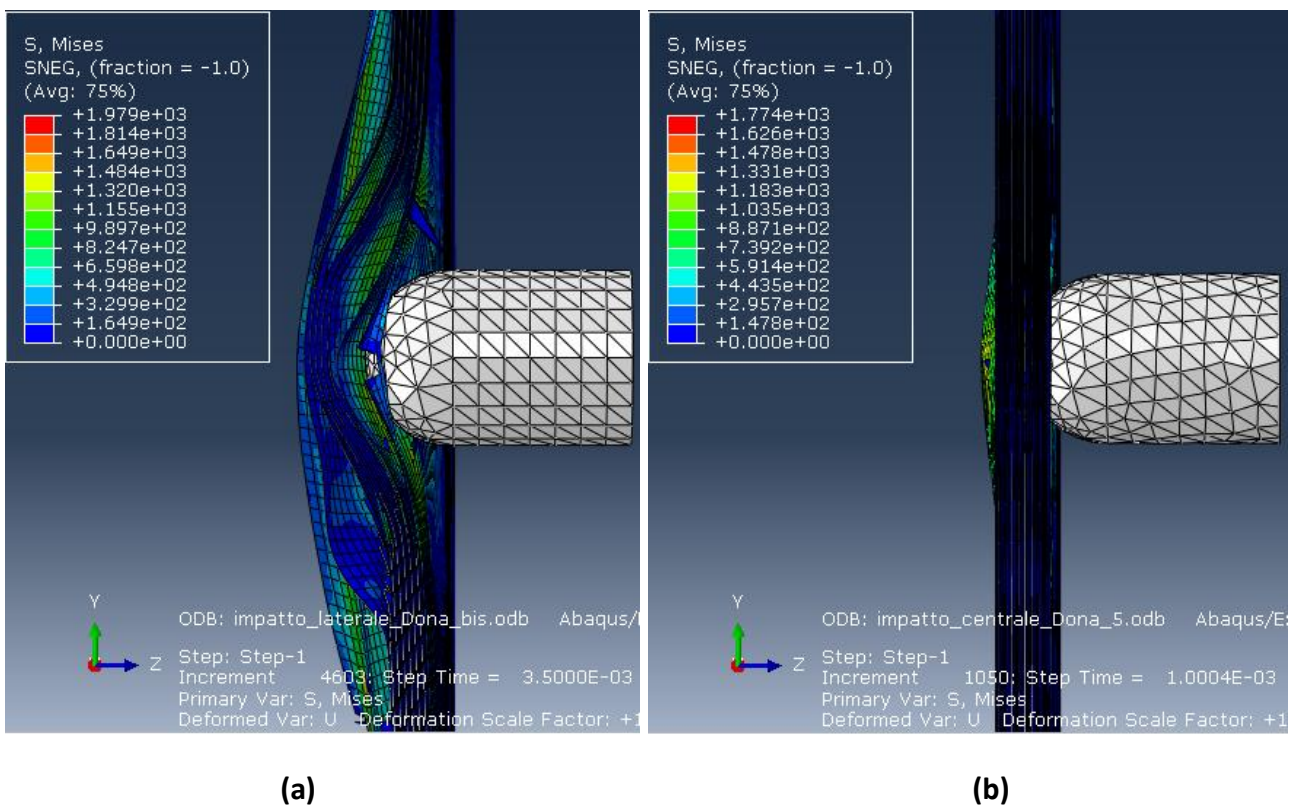 S, Mises
SNEG, (fraction = -1.0)
(Avg: 75%)
+1.979e+03
+1.814e+03
+1.649e+03
+1.484e+03
+1.320e+03
+1.155e+03
+9.897e+02
+8.247e+02
+6.598e+02
+4.948e+02
+3.299e+02
+1.649e+02
+0.000e+00
Y
Z
ODB: impatto_laterale_Dona_bis.odb Abaqus/
Step: Step-1
Increment 4603: Step Time = 3.5000E-03
Primary Var: S, Mises
Deformed Var: U Deformation Scale Factor: +1
(a)
S, Mises
SNEG, (fraction = -1.0)
(Avg: 75%)
+1.774e+03
+1.626e+03
+1.478e+03
+1.331e+03
+1.183e+03
+1.035e+03
+8.871e+02
+7.392e+02
+5.914e+02
+4.435e+02
+2.957e+02
+1.478e+02
+0.000e+00
Y
Z
ODB: impatto_centrale_Dona_5.odb Abaqus/E
Step: Step-1
Increment 1050: Step Time = 1.0004E-03
Primary Var: S, Mises
Deformed Var: U Deformation Scale Factor: +1
(b)